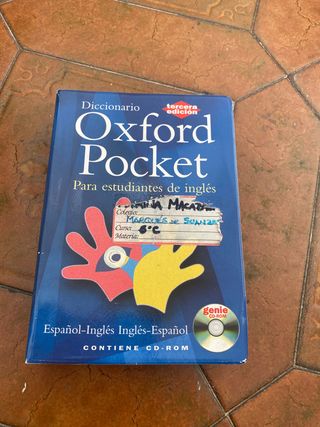 Diccionario
tercera
edición
Oxford
Pocket
Para estudiantes de inglés
Colegio:
MARQUÉS DE SUANZES
Curso: 6°C
Materia:
genie
CD-ROM
Español-Inglés Inglés-Español
CONTIENE CD-ROM